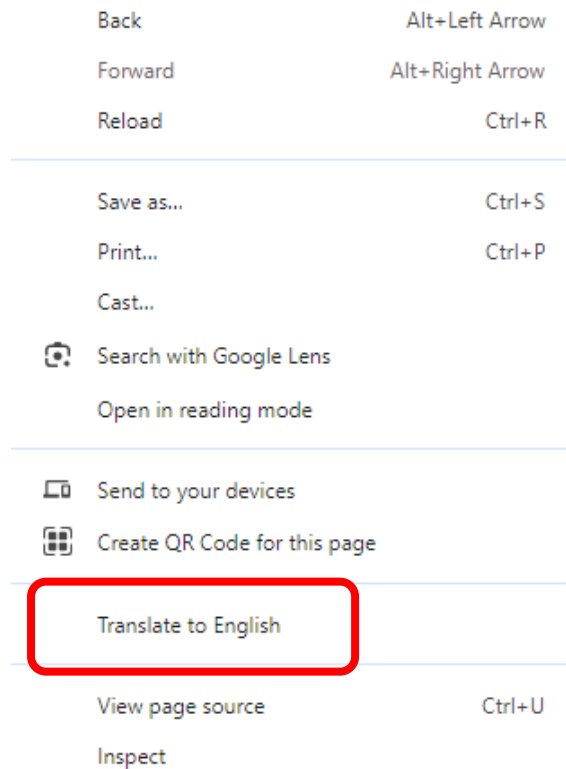 Back Alt+Left Arrow
Forward Alt+Right Arrow
Reload Ctrl+R
Save as... Ctrl+S
Print... Ctrl+P
Cast...
Search with Google Lens
Open in reading mode
Send to your devices
Create QR Code for this page
Translate to English
View page source Ctrl+U
Inspect